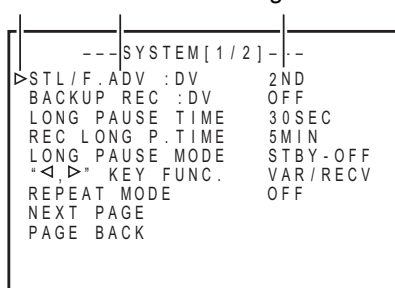 ---SYSTEM[1/2]---
▷STL/F.ADV :DV 2ND
BACKUP REC :DV OFF
LONG PAUSE TIME 30SEC
REC LONG P.TIME 5MIN
LONG PAUSE MODE STBY-OFF
“◁,▷” KEY FUNC. VAR/RECV
REPEAT MODE OFF
NEXT PAGE
PAGE BACK